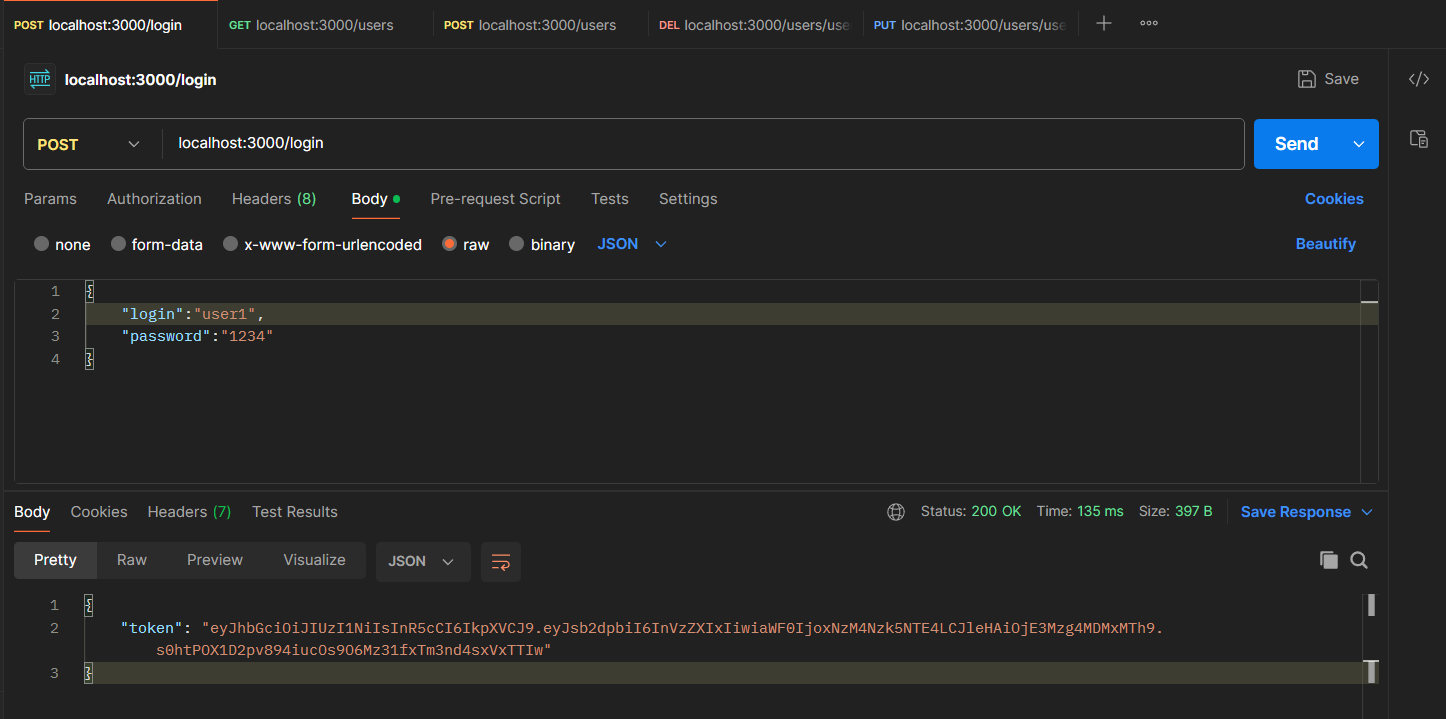 POST localhost:3000/login GET localhost:3000/users POST localhost:3000/users DEL localhost:3000/users/use PUT localhost:3000/users/use
HTTP localhost:3000/login Save
POST localhost:3000/login Send
Params Authorization Headers (8) Body Pre-request Script Tests Settings Cookies
none form-data x-www-form-urlencoded raw binary JSON Beautify
1 {
2 "login":"user1",
3 "password":"1234"
4 }
Body Cookies Headers (7) Test Results Status: 200 OK Time: 135 ms Size: 397 B Save Response
Pretty Raw Preview Visualize JSON
1 {
2 "token": "eyJhbGciOiJIUzI1NiIsInR5cCI6IkpXVCJ9.eyJsb2dpbiI6InVzZXIxIiwiaWF0IjoxNzM4Nzk5NTE4LCJleHAiOjE3Mzg4MDMxMTh9.
s0htPOX1D2pv894iucOs9O6Mz31fxTm3nd4sxVxTTIw"
3 }